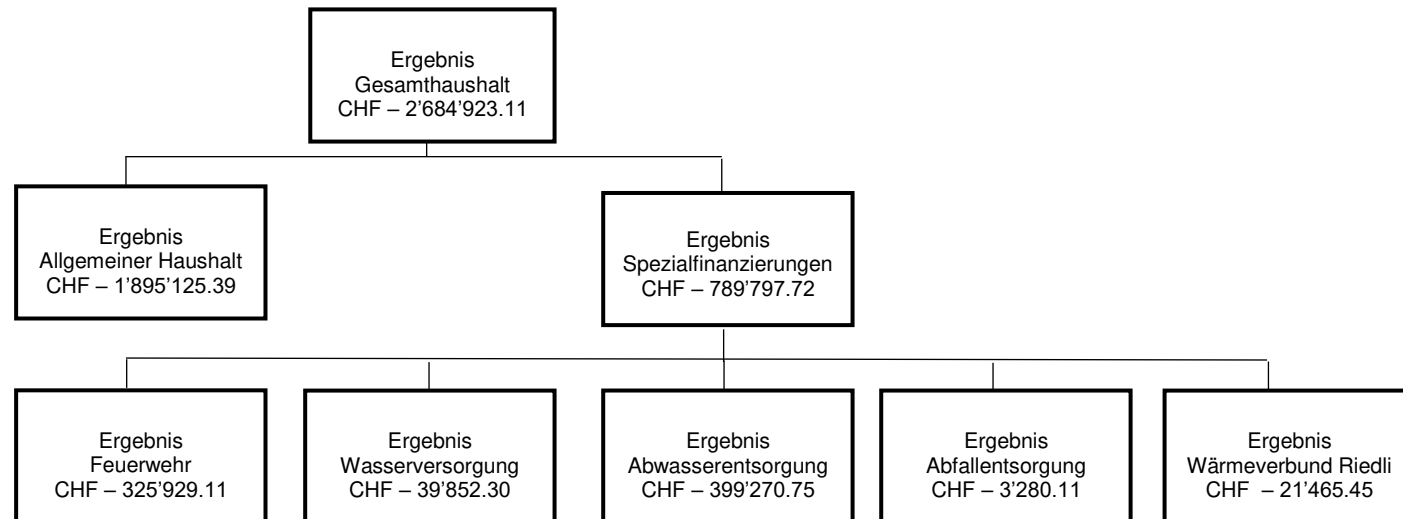 Ergebnis
Gesamthaushalt
CHF – 2’684’923.11
Ergebnis
Allgemeiner Haushalt
CHF – 1’895’125.39
Ergebnis
Spezialfinanzierungen
CHF – 789’797.72
Ergebnis
Feuerwehr
CHF – 325’929.11
Ergebnis
Wasserversorgung
CHF – 39’852.30
Ergebnis
Abwasserentsorgung
CHF – 399’270.75
Ergebnis
Abfallentsorgung
CHF – 3’280.11
Ergebnis
Wärmeverbund Riedli
CHF – 21’465.45